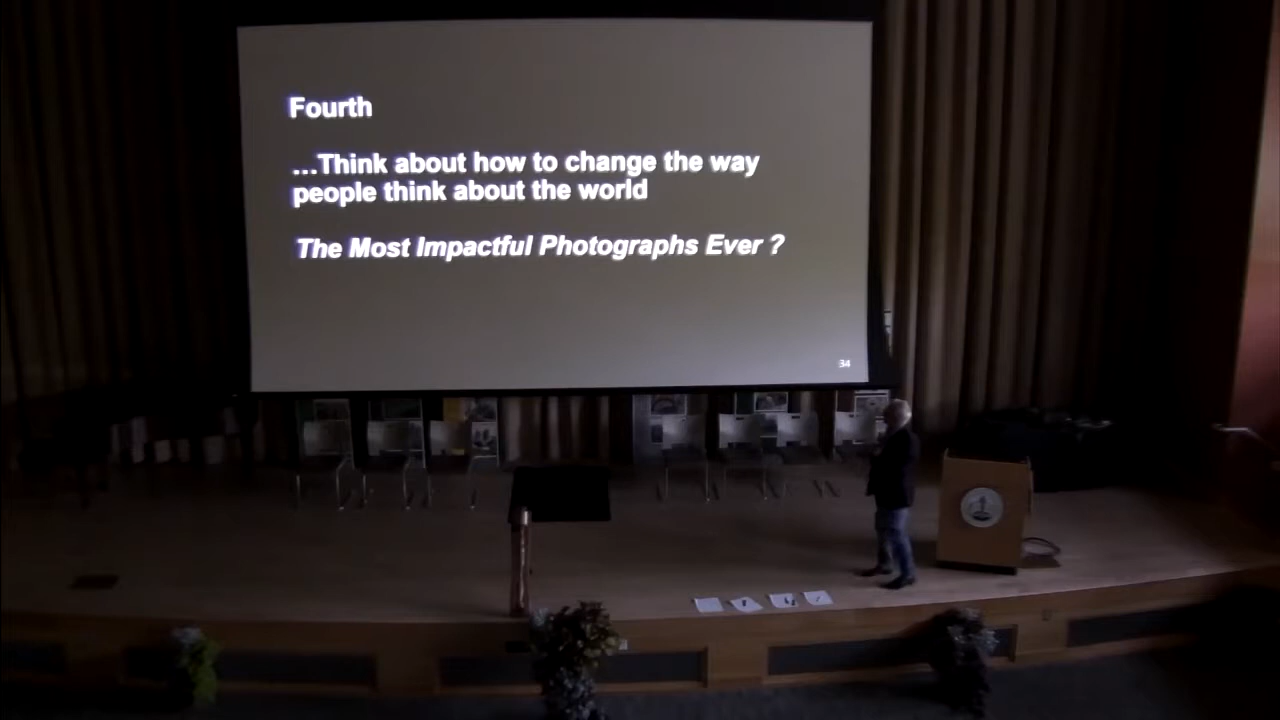 Fourth
...Think about how to change the way
people think about the world
The Most Impactful Photographs Ever ?
34